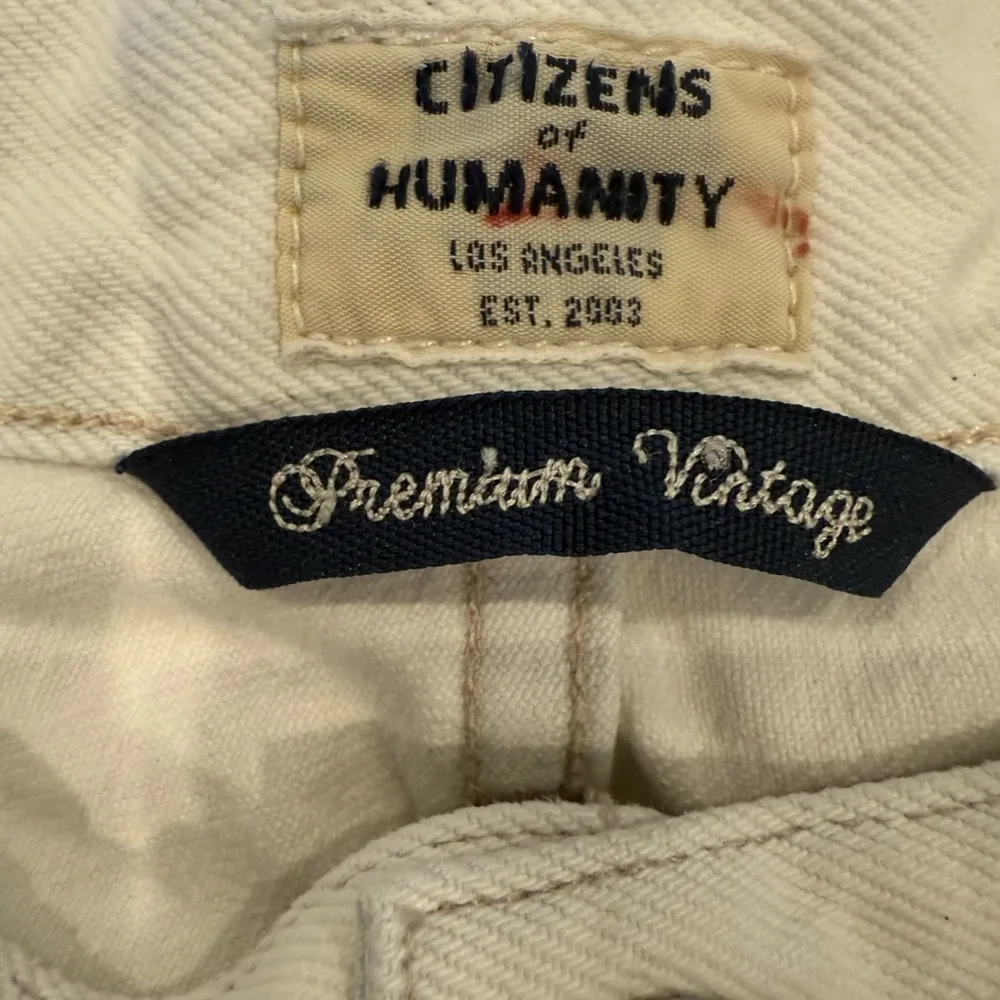 CITIZENS
OF
HUMANITY
LOS ANGELES
EST. 2003
Premium Vintage